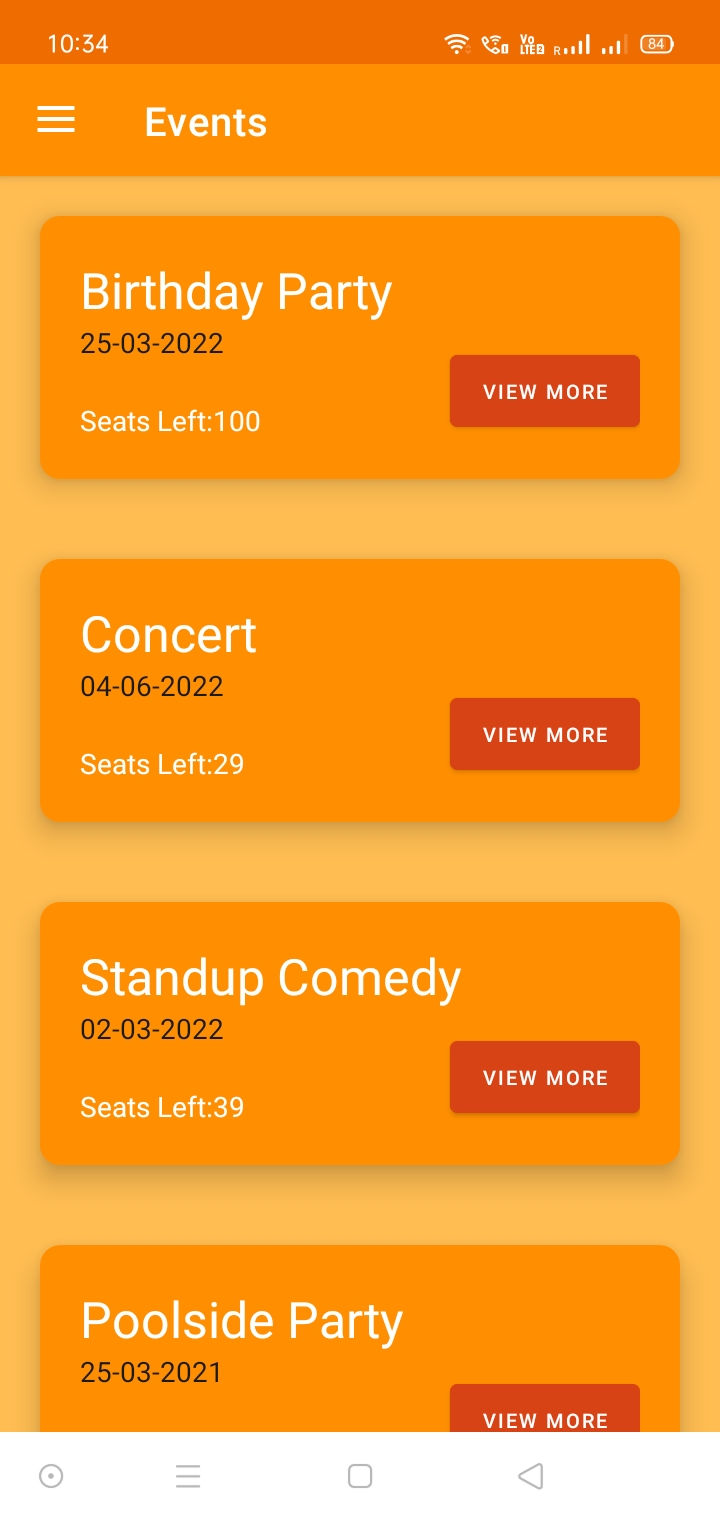 10:34
Vo
LTE2
R
84
Events
Birthday Party
25-03-2022
VIEW MORE
Seats Left:100
Concert
04-06-2022
VIEW MORE
Seats Left:29
Standup Comedy
02-03-2022
VIEW MORE
Seats Left:39
Poolside Party
25-03-2021
VIEW MORE